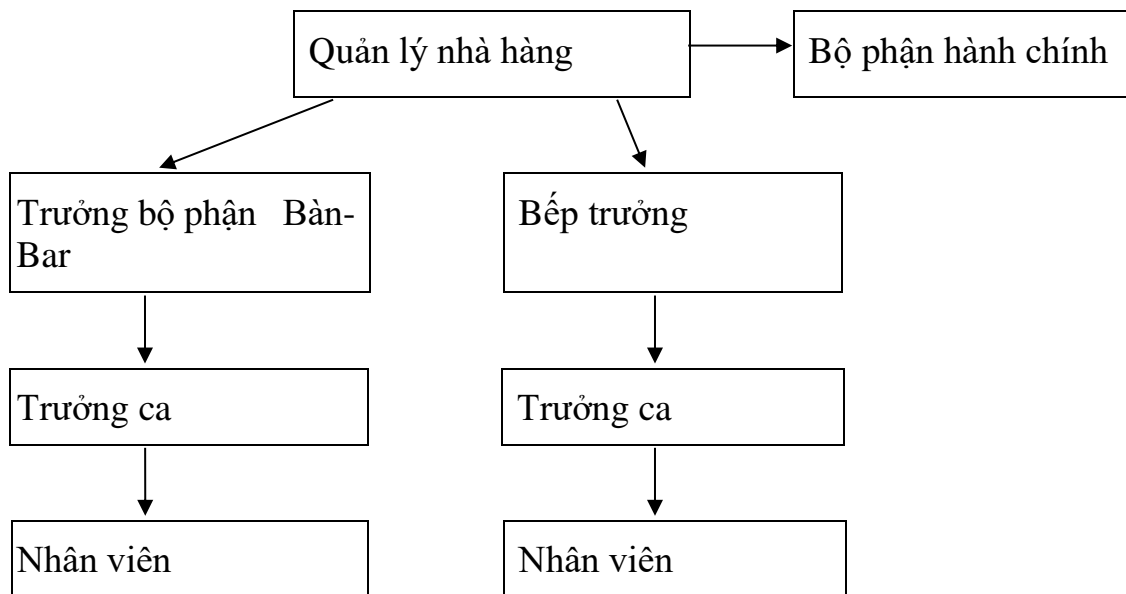 Quản lý nhà hàng
Bộ phận hành chính
Trưởng bộ phận Bàn-
Bar
Bếp trưởng
Trưởng ca
Trưởng ca
Nhân viên
Nhân viên